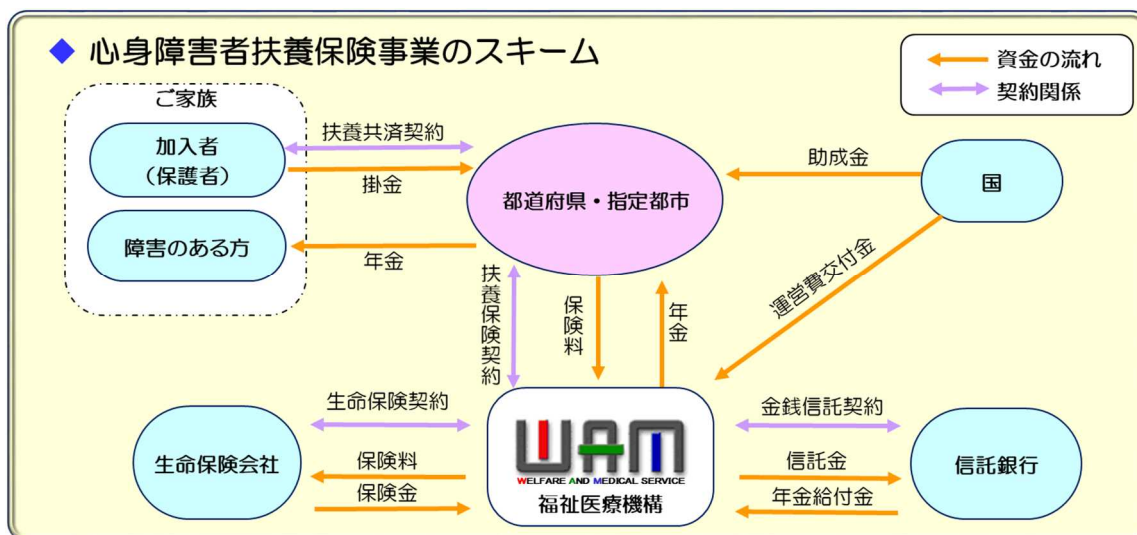 ◆ 心身障害者扶養保険事業のスキーム
資金の流れ
契約関係
ご家族
加入者
(保護者)
扶養共済契約
掛金
障害のある方
年金
都道府県・指定都市
助成金
国
運営費交付金
扶養保険契約
保険料
年金
生命保険会社
生命保険契約
保険料
保険金
WAM
WELFARE AND MEDICAL SERVICE
福祉医療機構
金銭信託契約
信託金
年金給付金
信託銀行